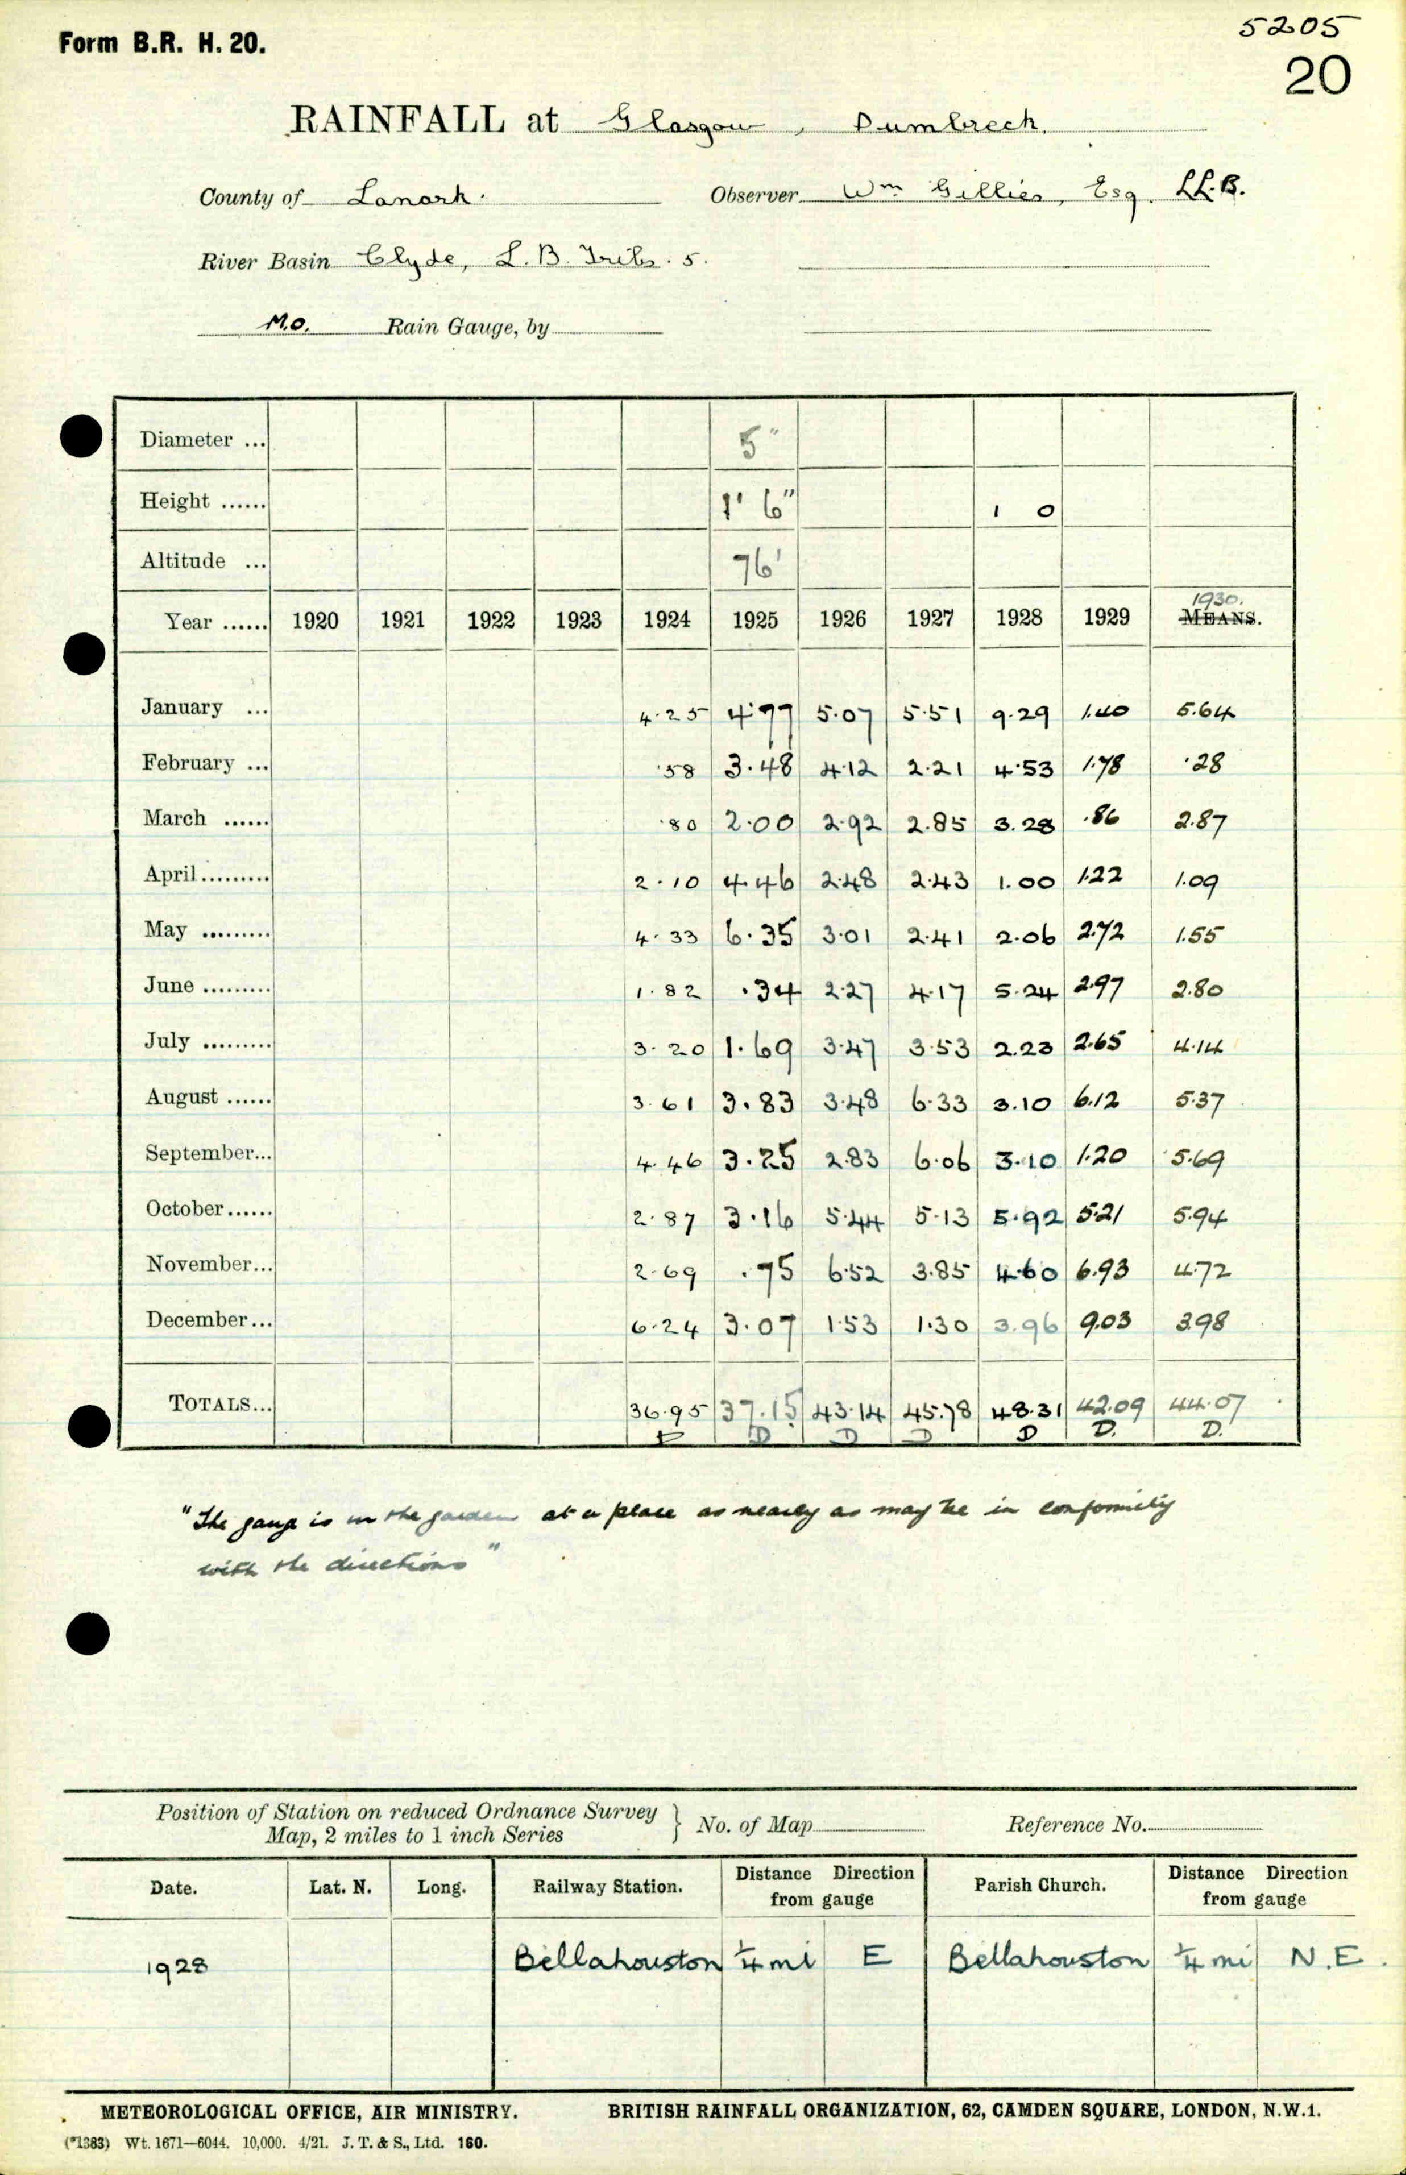 5205
Form B.R. H. 20.
20
RAINFALL at Glasgow, Dumbreck.
County of Lanark. Observer Wm Gillies, Esq. LL.B.
River Basin Clyde, L.B. Tribs. 5.
M.O. Rain Gauge, by
Diameter ... 5"
Height ...... 1' 6" 1 0
Altitude ... 76'
1930.
Year ...... 1920 1921 1922 1923 1924 1925 1926 1927 1928 1929 MEANS.
January ... 4.25 4.77 5.07 5.51 9.29 1.40 5.64
February ... .58 3.48 4.12 2.21 4.53 1.78 .28
March ...... .80 2.00 2.92 2.85 3.28 .86 2.87
April ......... 2.10 4.46 2.48 2.43 1.00 1.22 1.09
May ......... 4.33 6.35 3.01 2.41 2.06 2.72 1.55
June ......... 1.82 .34 2.27 4.17 5.24 2.97 2.80
July ......... 3.20 1.69 3.47 3.53 2.23 2.65 4.14
August ...... 3.61 3.83 3.48 6.33 3.10 6.12 5.37
September... 4.46 3.25 2.83 6.06 3.10 1.20 5.69
October ...... 2.87 3.16 5.44 5.13 5.92 5.21 5.94
November... 2.69 .75 6.52 3.85 4.60 6.93 4.72
December... 6.24 3.07 1.53 1.30 3.96 9.03 3.98
TOTALS... 36.95 37.15 43.14 45.78 48.31 42.09 44.07
D D D D D D. D.
"The gauge is in the garden at a place as nearly as may be in conformity
with the directions"
Position of Station on reduced Ordnance Survey
Map, 2 miles to 1 inch Series } No. of Map Reference No.
Date. Lat. N. Long. Railway Station. Distance Direction from gauge Parish Church. Distance Direction from gauge
1928 Bellahouston 1/4 mi E Bellahouston 1/4 mi N.E.
METEOROLOGICAL OFFICE, AIR MINISTRY. BRITISH RAINFALL ORGANIZATION, 62, CAMDEN SQUARE, LONDON, N.W.1.
(*1383) Wt. 1671—6044. 10,000. 4/21. J. T. & S., Ltd. 160.